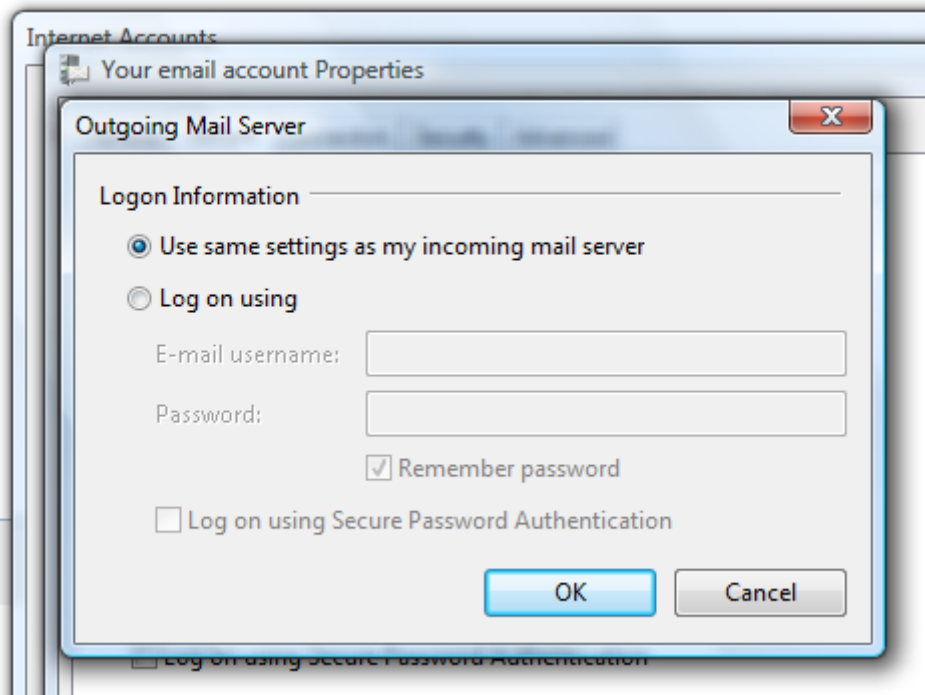 Internet Accounts
Your email account Properties
Outgoing Mail Server
Logon Information
Use same settings as my incoming mail server
Log on using
E-mail username:
Password:
Remember password
Log on using Secure Password Authentication
OK
Cancel
Log on using Secure Password Authentication